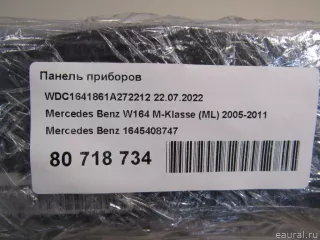 Панель приборов
WDC1641861A272212 22.07.2022
Mercedes Benz W164 M-Klasse (ML) 2005-2011
Mercedes Benz 1645408747
80 718 734
eaural.ru